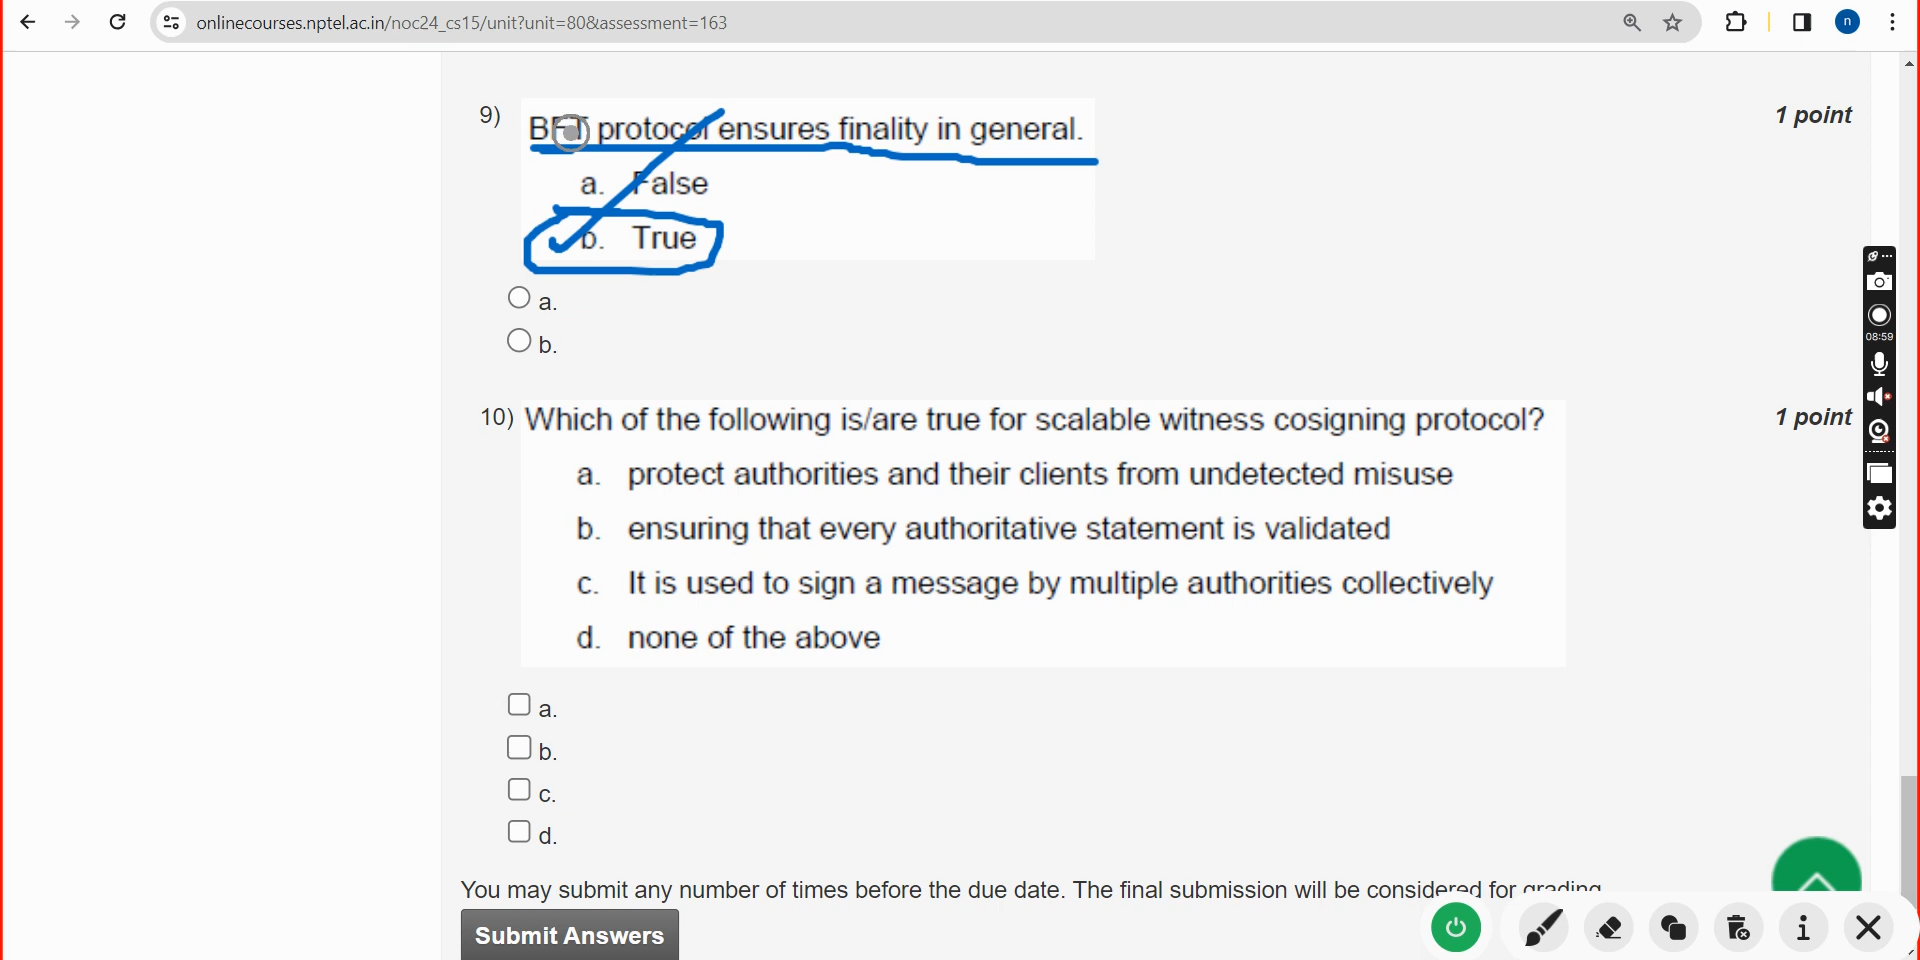 onlinecourses.nptel.ac.in/noc24_cs15/unit?unit=80&assessment=163
n
9)
BFT protocol ensures finality in general.
1 point
a. False
b. True
a.
b.
08:59
10) Which of the following is/are true for scalable witness cosigning protocol?
1 point
a. protect authorities and their clients from undetected misuse
b. ensuring that every authoritative statement is validated
c. It is used to sign a message by multiple authorities collectively
d. none of the above
a.
b.
c.
d.
You may submit any number of times before the due date. The final submission will be considered for grading
Submit Answers